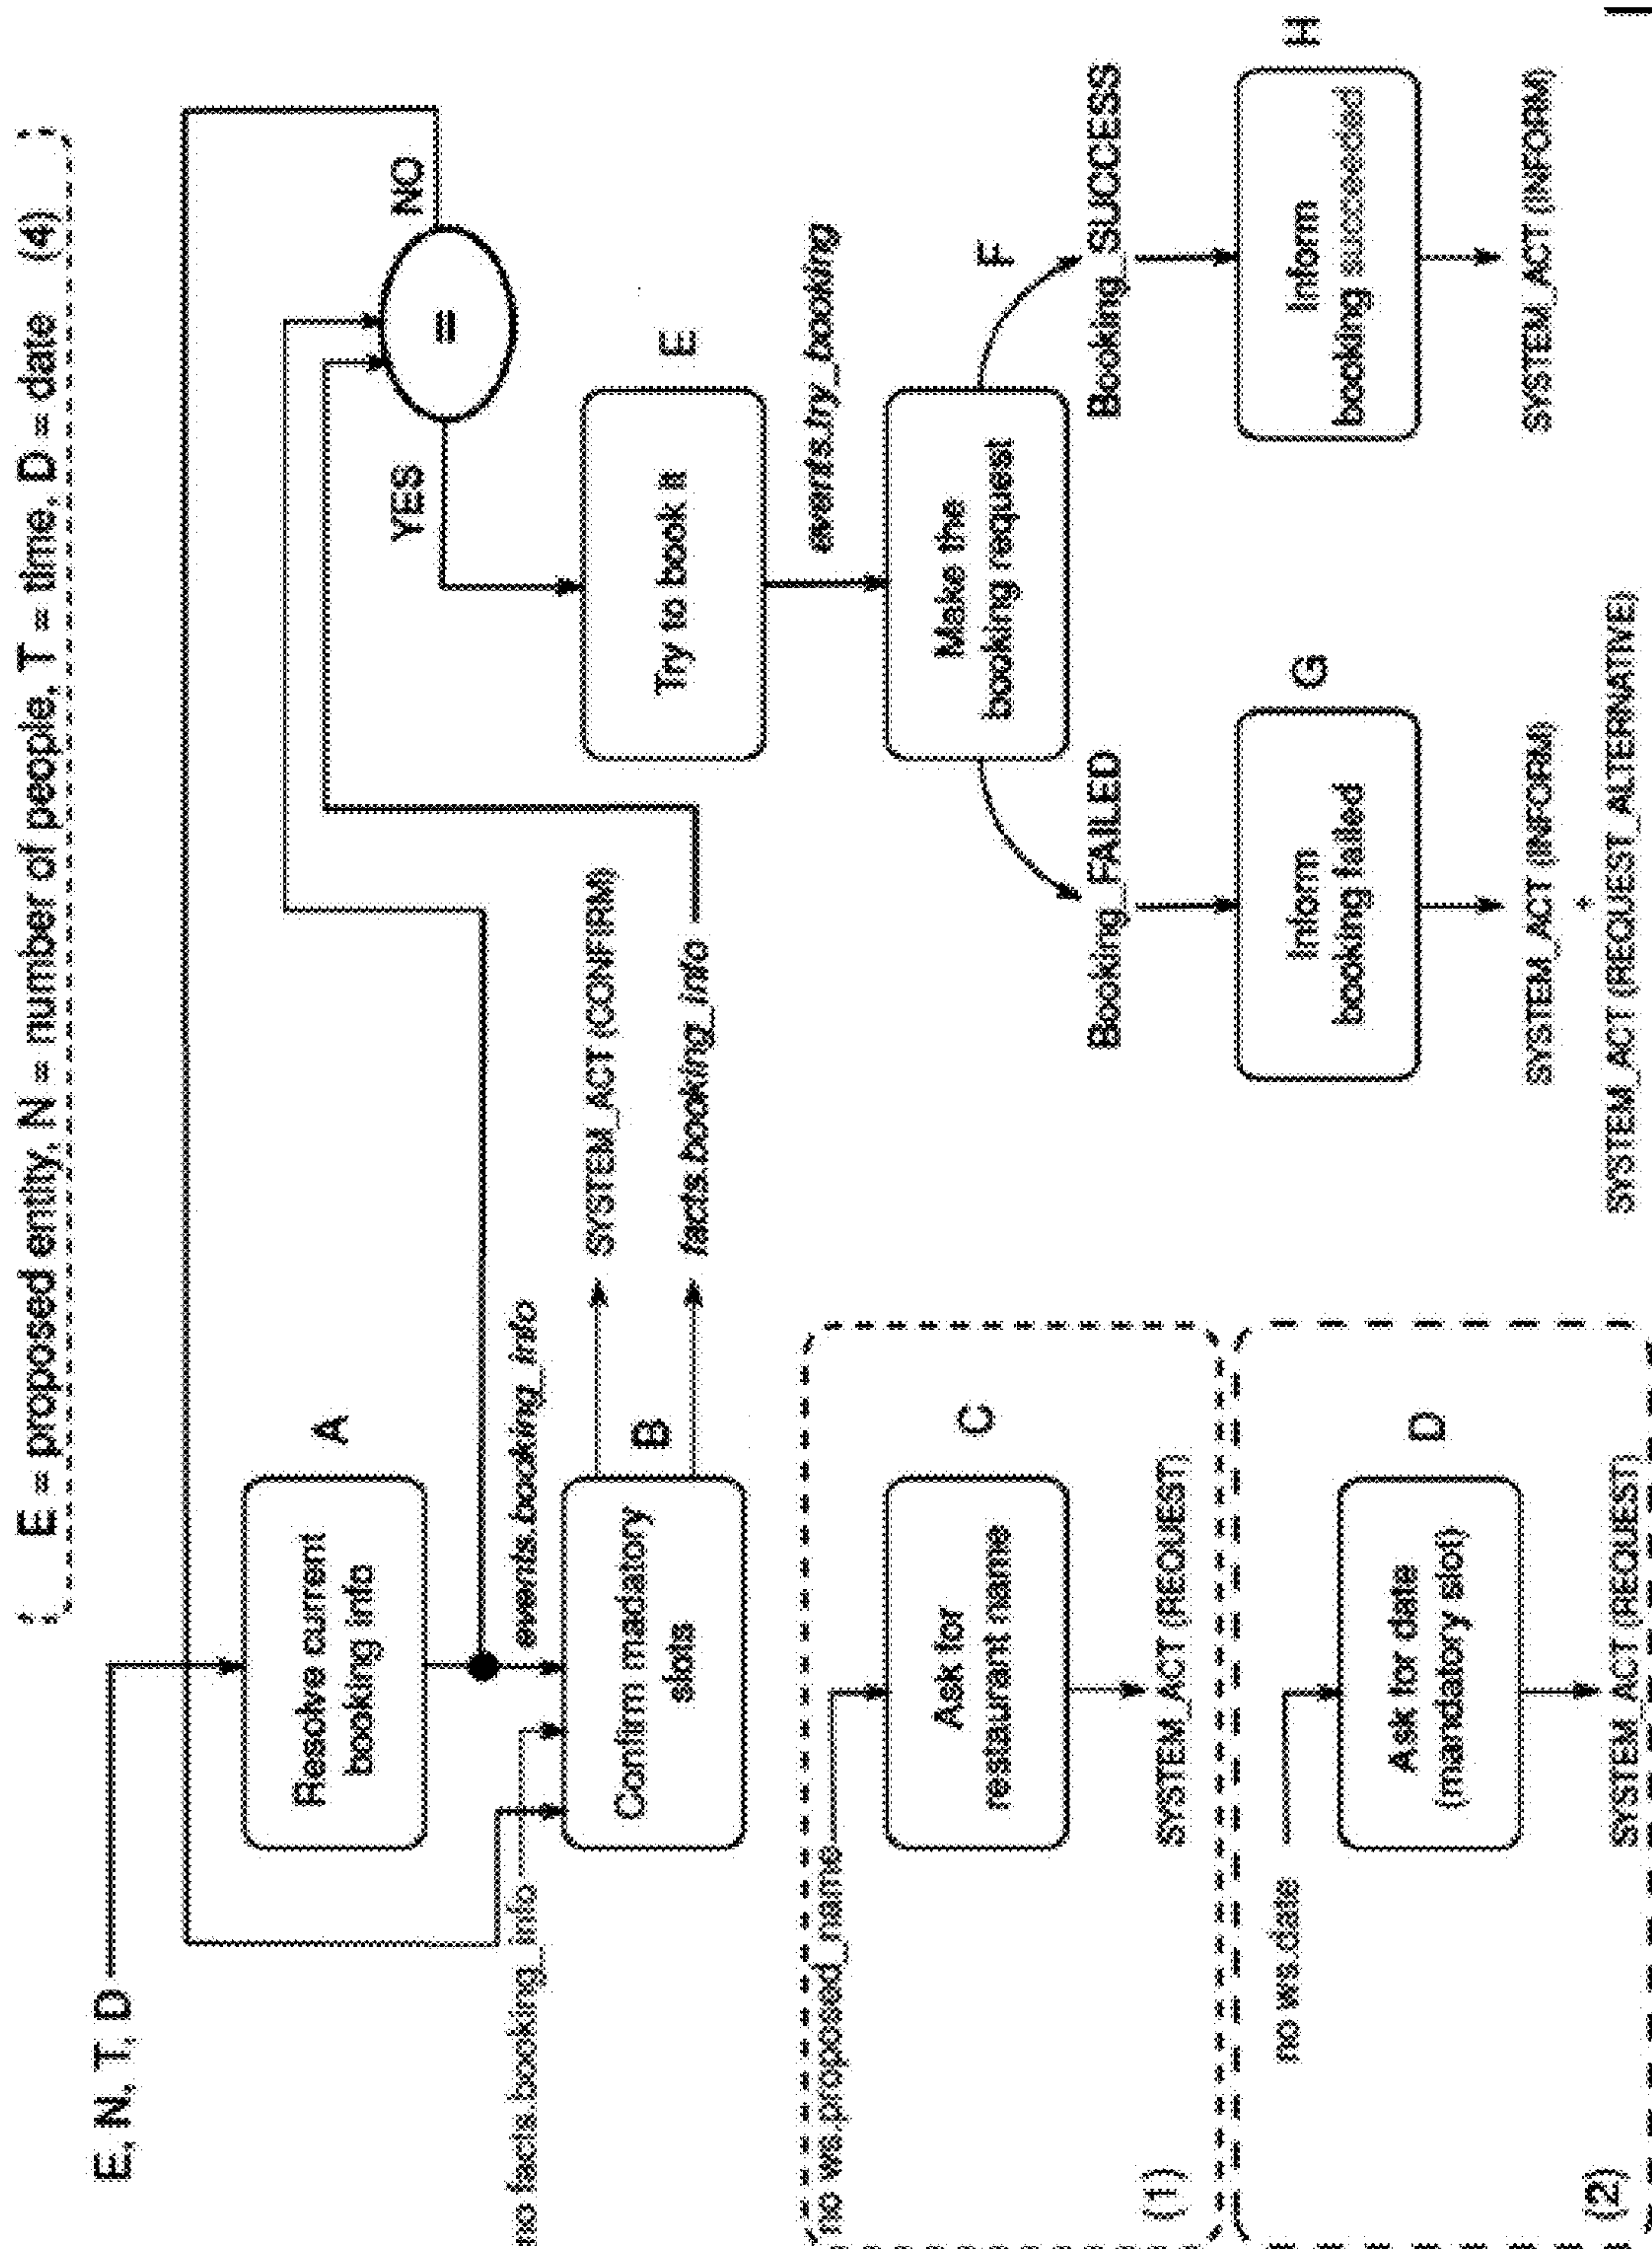 E = proposed entity, N = number of people, T = time, D = date (4)
E, N, T, D
A
Resolve current
booking info
=
NO
YES
events.booking_info
no facts.booking_info
B
Confirm madatory
slots
SYSTEM_ACT (CONFIRM)
facts.booking_info
E
Try to book it
events.try_booking
no ws.proposed_name
C
Ask for
restaurant name
SYSTEM_ACT (REQUEST)
(1)
Make the
booking request
F
Booking_FAILED
Booking_SUCCESS
no ws.date
D
Ask for date
(mandatory slot)
SYSTEM_ACT (REQUEST)
(2)
G
Inform
booking failed
SYSTEM_ACT (INFORM)
+
SYSTEM_ACT (REQUEST_ALTERNATIVE)
H
Inform
booking succeeded
SYSTEM_ACT (INFORM)